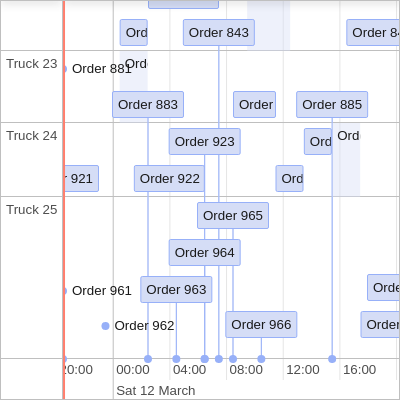 Ord Order 843 Order 84
Truck 23 Order 881 Ord
Order 883 Order Order 885
Truck 24 Order 923 Ord Ord
921 Order 922 Ord
Truck 25 Order 965
Order 964
Order 961 Order 963 Orde
Order 962 Order 966 Order
20:00 00:00 04:00 08:00 12:00 16:00
Sat 12 March